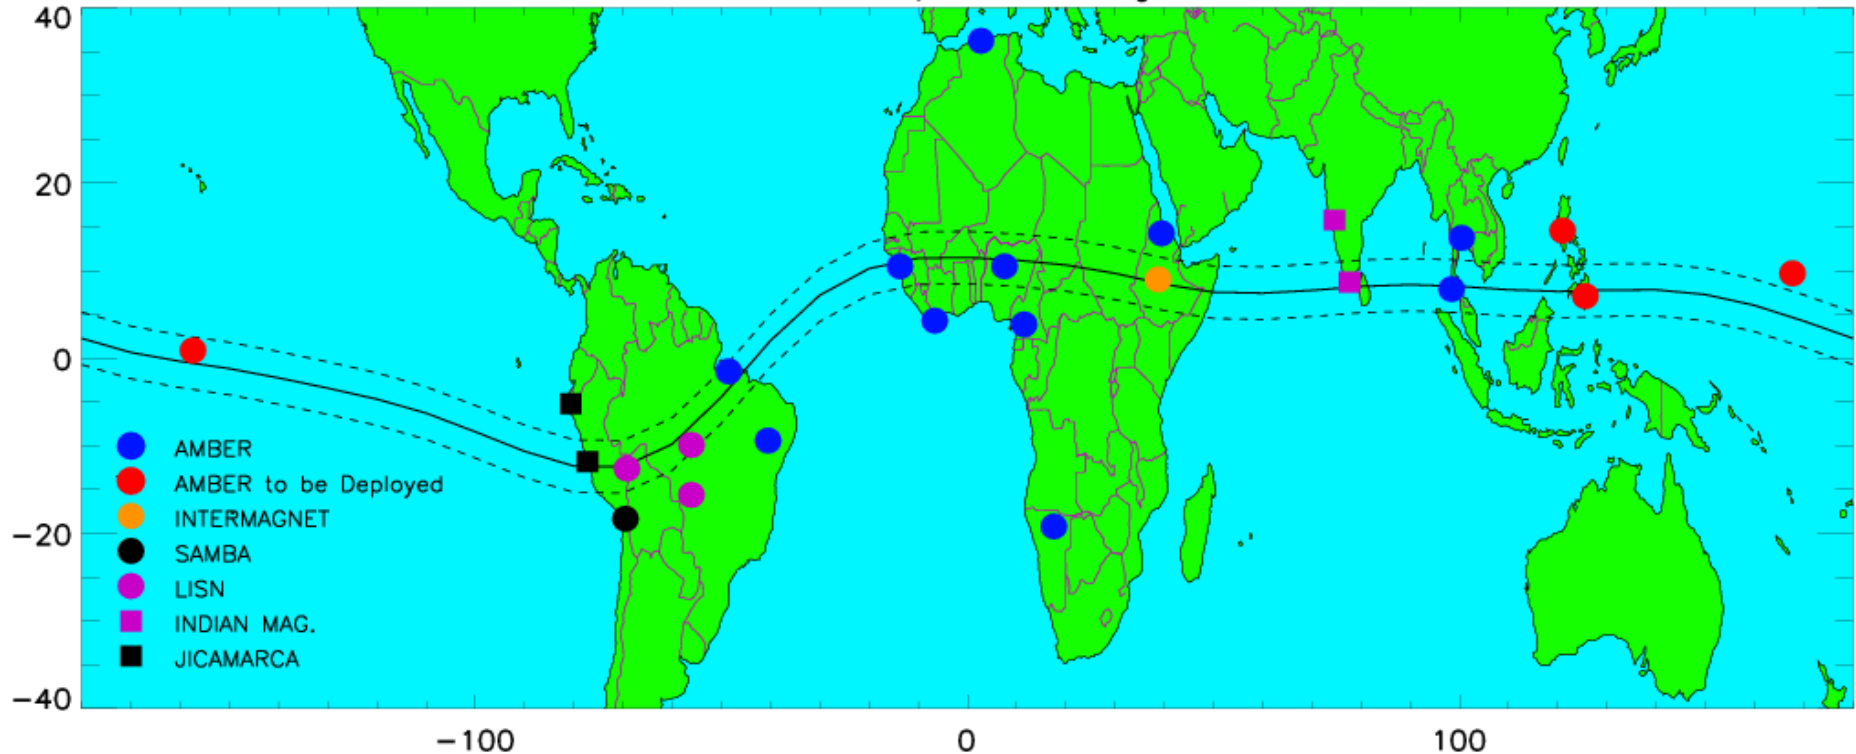 40
20
0
−20
−40
AMBER
AMBER to be Deployed
INTERMAGNET
SAMBA
LISN
INDIAN MAG.
JICAMARCA
−100
0
100